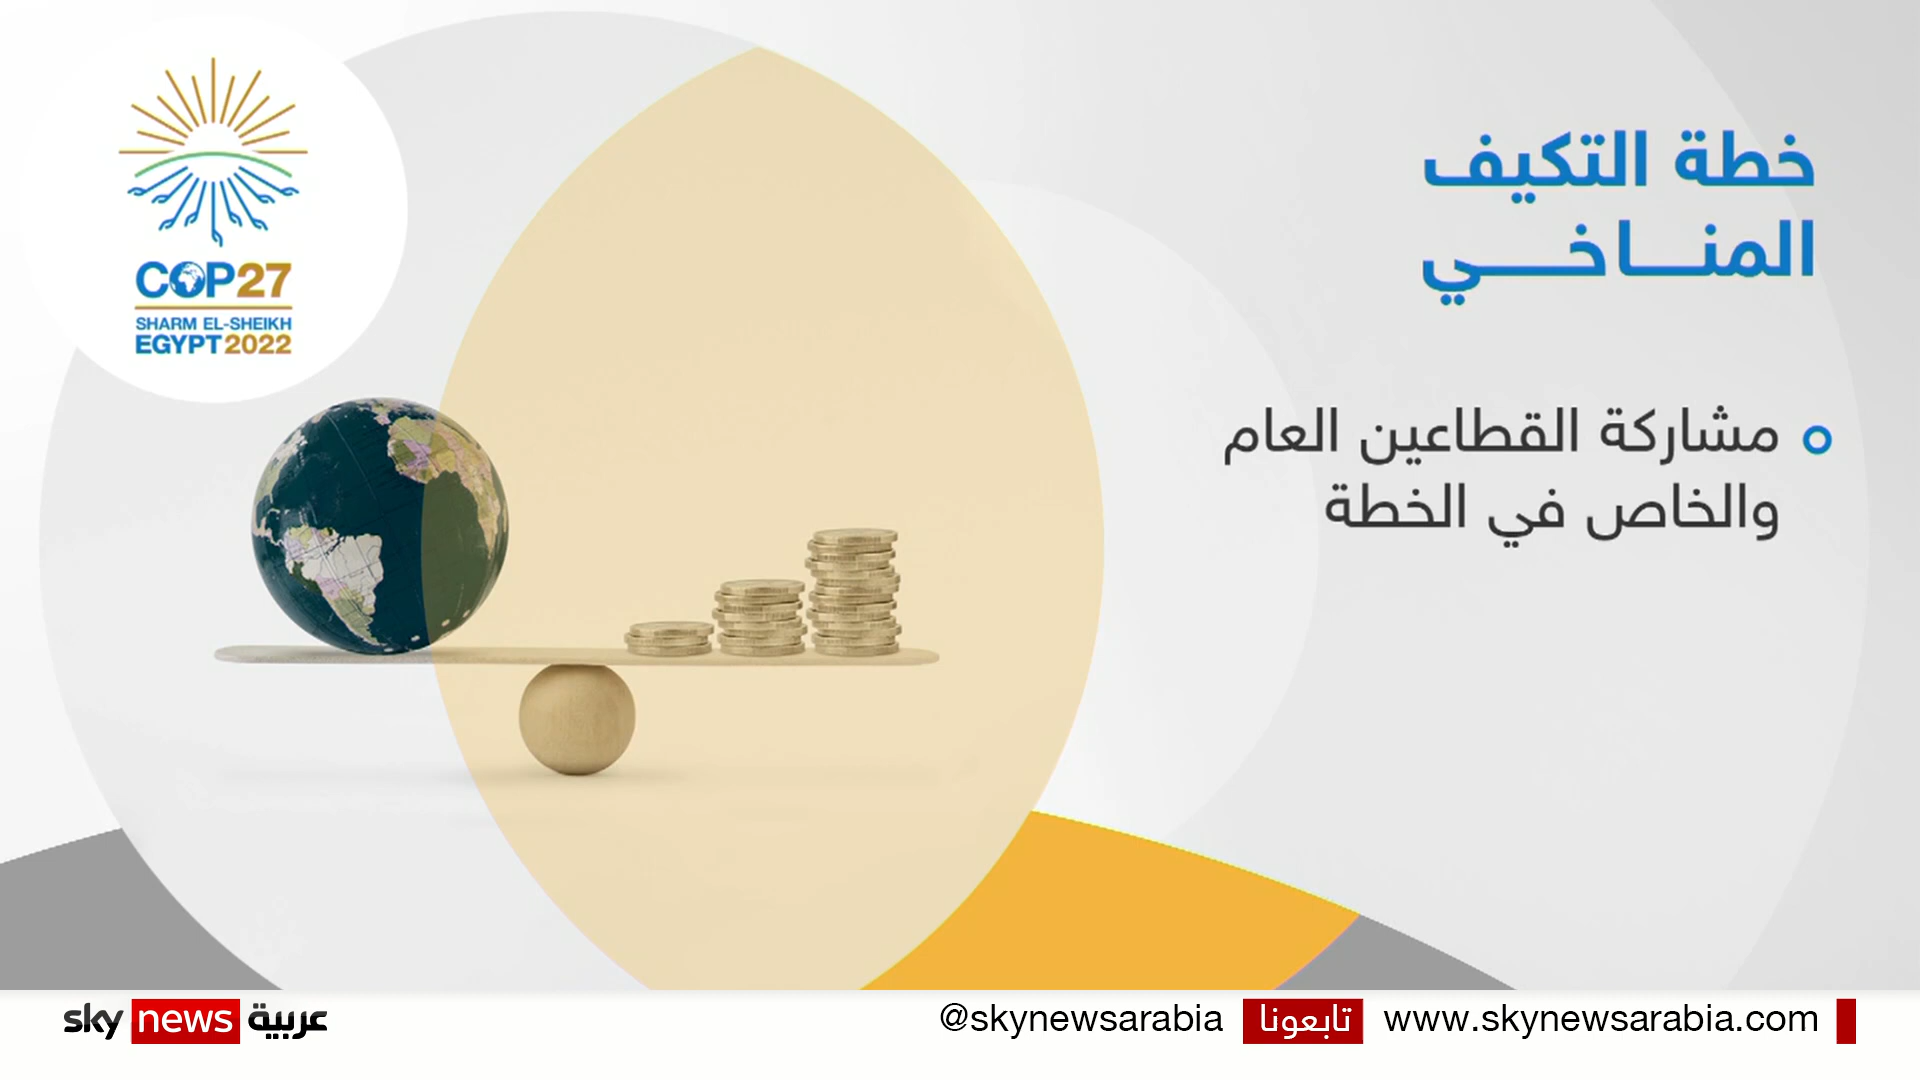 COP27
SHARM EL-SHEIKH
EGYPT 2022
خطة التكيف
المنـــاخـــــي
مشاركة القطاعين العام
والخاص في الخطة
sky news عربية
@skynewsarabia تابعونا www.skynewsarabia.com